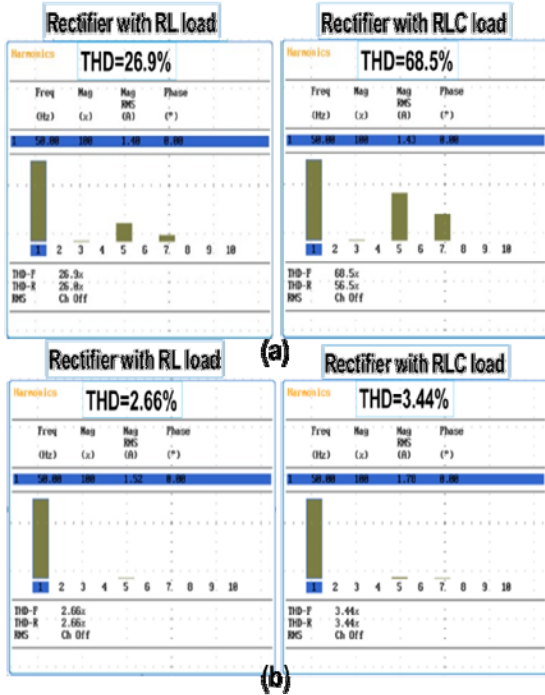 Rectifier with RL load
Harmonics
THD=26.9%
Freq Mag Mag Phase
RMS
(Hz) (%) (A) (°)
1 50.00 100 1.40 0.00
1 2 3 4 5 6 7 8 9 10
THD-F 26.9%
THD-R 26.0%
RMS Ch Off
Rectifier with RLC load
Harmonics
THD=68.5%
Freq Mag Mag Phase
RMS
(Hz) (%) (A) (°)
1 50.00 100 1.43 0.00
1 2 3 4 5 6 7 8 9 10
THD-F 68.5%
THD-R 56.5%
RMS Ch Off
(a)
Rectifier with RL load
Harmonics
THD=2.66%
Freq Mag Mag Phase
RMS
(Hz) (%) (A) (°)
1 50.00 100 1.52 0.00
1 2 3 4 5 6 7 8 9 10
THD-F 2.66%
THD-R 2.66%
RMS Ch Off
Rectifier with RLC load
Harmonics
THD=3.44%
Freq Mag Mag Phase
RMS
(Hz) (%) (A) (°)
1 50.00 100 1.78 0.00
1 2 3 4 5 6 7 8 9 10
THD-F 3.44%
THD-R 3.44%
RMS Ch Off
(b)